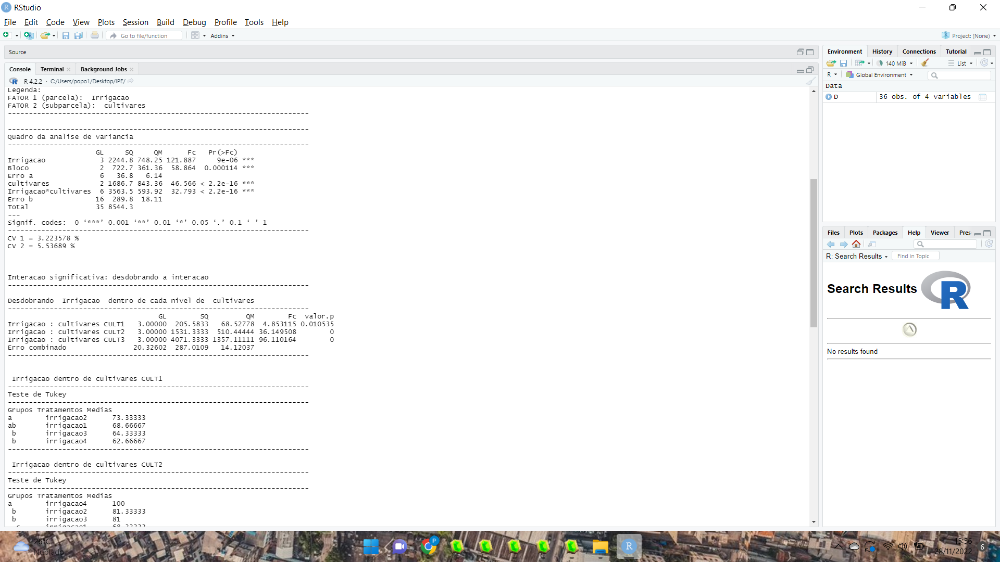 RStudio
File Edit Code View Plots Session Build Debug Profile Tools Help
Go to file/function Addins Project: (None)
Source
Console Terminal Background Jobs
R 4.2.2 · C:/Users/popo1/Desktop/IPE/
Legenda:
FATOR 1 (parcela):  Irrigacao
FATOR 2 (subparcela):  cultivares
------------------------------------------------------------------------
------------------------------------------------------------------------
Quadro da analise de variancia
------------------------------------------------------------------------
                     GL     SQ     QM      Fc   Pr(>Fc)
Irrigacao             3 2244.8 748.25 121.887     9e-06 ***
Bloco                 2  722.7 361.36  58.864  0.000114 ***
Erro a                6   36.8   6.14
cultivares            2 1686.7 843.36  46.566 < 2.2e-16 ***
Irrigacao*cultivares  6 3563.5 593.92  32.793 < 2.2e-16 ***
Erro b               16  289.8  18.11
Total                35 8544.3
---
Signif. codes:  0 ‘***’ 0.001 ‘**’ 0.01 ‘*’ 0.05 ‘.’ 0.1 ‘ ’ 1
------------------------------------------------------------------------
CV 1 = 3.223578 %
CV 2 = 5.53689 %
Interacao significativa: desdobrando a interacao
------------------------------------------------------------------------
Desdobrando  Irrigacao  dentro de cada nivel de  cultivares
------------------------------------------------------------------------
                                    GL        SQ         QM        Fc  valor.p
Irrigacao : cultivares CULT1   3.00000  205.5833   68.52778  4.853115 0.010535
Irrigacao : cultivares CULT2   3.00000 1531.3333  510.44444 36.149508        0
Irrigacao : cultivares CULT3   3.00000 4071.3333 1357.11111 96.110164        0
Erro combinado                20.32602  287.0109   14.12037
------------------------------------------------------------------------
Irrigacao dentro de cultivares CULT1
------------------------------------------------------------------------
Teste de Tukey
------------------------------------------------------------------------
Grupos Tratamentos Medias
a        irrigacao2      73.33333
ab       irrigacao1      68.66667
 b       irrigacao3      64.33333
 b       irrigacao4      62.66667
------------------------------------------------------------------------
Irrigacao dentro de cultivares CULT2
------------------------------------------------------------------------
Teste de Tukey
------------------------------------------------------------------------
Grupos Tratamentos Medias
a        irrigacao4      100
 b       irrigacao2      81.33333
 b       irrigacao3      81
  c      irrigacao1      68.33333
Environment History Connections Tutorial
140 MiB List
R Global Environment
Data
D 36 obs. of 4 variables
Files Plots Packages Help Viewer Pres
R: Search Results Find in Topic
Search Results R
No results found
26°C
Nublado
P
R
15:56
28/11/2022
6